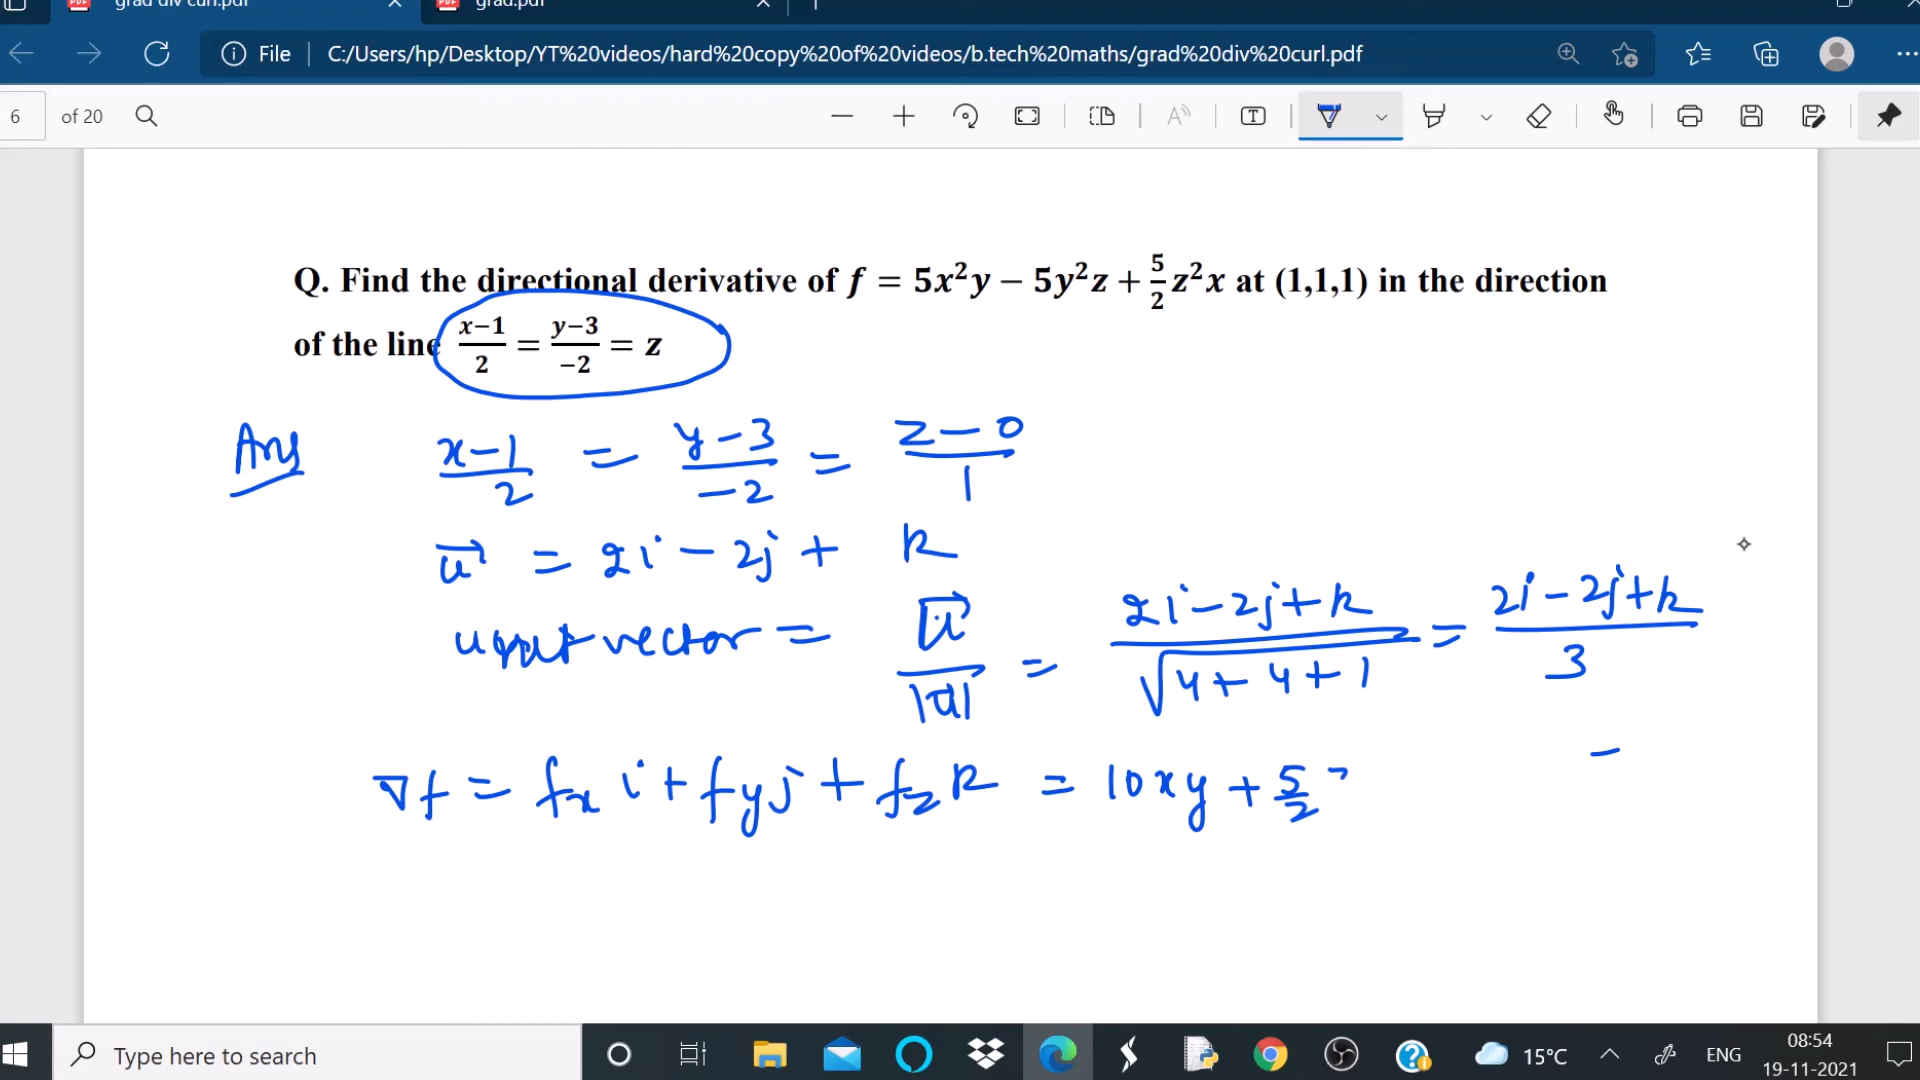 grad div curl.pdf
grad.pdf
File C:/Users/hp/Desktop/YT%20videos/hard%20copy%20of%20videos/b.tech%20maths/grad%20div%20curl.pdf
6 of 20
Q. Find the directional derivative of f = 5x²y − 5y²z + 5/2 z²x at (1,1,1) in the direction
of the line (x−1)/2 = (y−3)/−2 = z
Ans (x−1)/2 = (y−3)/−2 = (z−0)/1
u⃗ = 2i − 2j + k
unit vector = u⃗/|u⃗| = (2i − 2j + k)/√(4+4+1) = (2i − 2j + k)/3
∇f = fx i + fy j + fz k = 10xy + 5/2
Type here to search
15°C ENG 08:54
19-11-2021